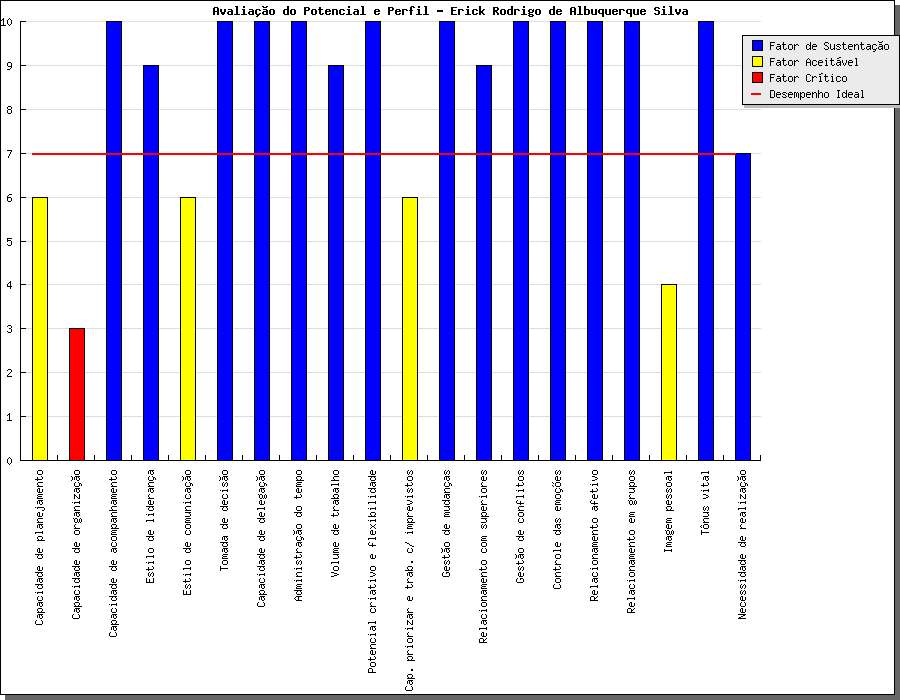 Avaliação do Potencial e Perfil - Erick Rodrigo de Albuquerque Silva
Fator de Sustentação
Fator Aceitável
Fator Crítico
Desempenho Ideal
10
9
8
7
6
5
4
3
2
1
0
Capacidade de planejamento
Capacidade de organização
Capacidade de acompanhamento
Estilo de liderança
Estilo de comunicação
Tomada de decisão
Capacidade de delegação
Administração do tempo
Volume de trabalho
Potencial criativo e flexibilidade
Cap. priorizar e trab. c/ imprevistos
Gestão de mudanças
Relacionamento com superiores
Gestão de conflitos
Controle das emoções
Relacionamento afetivo
Relacionamento em grupos
Imagem pessoal
Tônus vital
Necessidade de realização